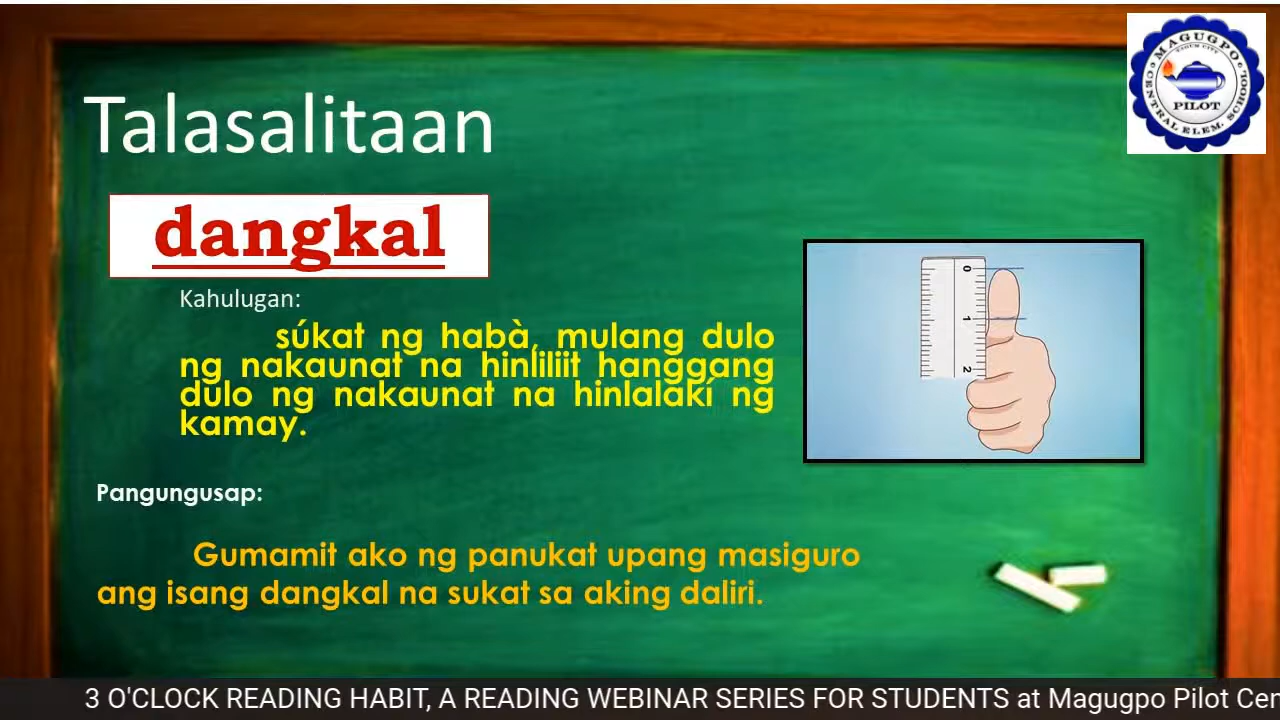 Talasalitaan
dangkal
Kahulugan:
súkat ng habà, mulang dulo
ng nakaunat na hinliliit hanggang
dulo ng nakaunat na hinlalakí ng
kamay.
Pangungusap:
Gumamit ako ng panukat upang masiguro
ang isang dangkal na sukat sa aking daliri.
MAGUGPO
PILOT
CENTRAL ELEM. SCHOOL
0
1
2
3 O'CLOCK READING HABIT, A READING WEBINAR SERIES FOR STUDENTS at Magugpo Pilot Cen